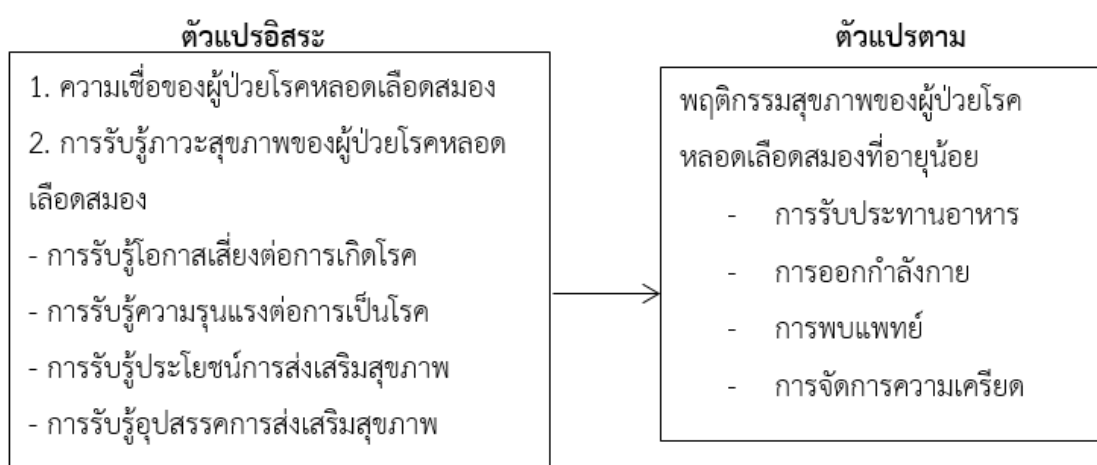 ตัวแปรอิสระ
1. ความเชื่อของผู้ป่วยโรคหลอดเลือดสมอง
2. การรับรู้ภาวะสุขภาพของผู้ป่วยโรคหลอด
เลือดสมอง
- การรับรู้โอกาสเสี่ยงต่อการเกิดโรค
- การรับรู้ความรุนแรงต่อการเป็นโรค
- การรับรู้ประโยชน์การส่งเสริมสุขภาพ
- การรับรู้อุปสรรคการส่งเสริมสุขภาพ
ตัวแปรตาม
พฤติกรรมสุขภาพของผู้ป่วยโรค
หลอดเลือดสมองที่อายุน้อย
- การรับประทานอาหาร
- การออกกำลังกาย
- การพบแพทย์
- การจัดการความเครียด